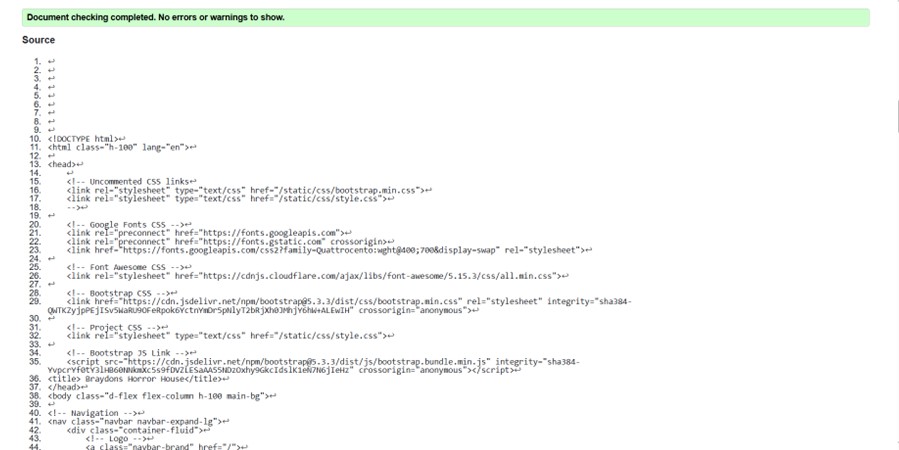 Document checking completed. No errors or warnings to show.
Source
1. ↩
2. ↩
3. ↩
4. ↩
5. ↩
6. ↩
7. ↩
8. ↩
9. ↩
10. <!DOCTYPE html>↩
11. <html class="h-100" lang="en">↩
12. ↩
13. <head>↩
14. ↩
15. <!-- Uncommented CSS links↩
16. <link rel="stylesheet" type="text/css" href="/static/css/bootstrap.min.css">↩
17. <link rel="stylesheet" type="text/css" href="/static/css/style.css">↩
18. -->↩
19. ↩
20. <!-- Google Fonts CSS -->↩
21. <link rel="preconnect" href="https://fonts.googleapis.com">↩
22. <link rel="preconnect" href="https://fonts.gstatic.com" crossorigin>↩
23. <link href="https://fonts.googleapis.com/css2?family=Quattrocento:wght@400;700&display=swap" rel="stylesheet">↩
24. ↩
25. <!-- Font Awesome CSS -->↩
26. <link rel="stylesheet" href="https://cdnjs.cloudflare.com/ajax/libs/font-awesome/5.15.3/css/all.min.css">↩
27. ↩
28. <!-- Bootstrap CSS -->↩
29. <link href="https://cdn.jsdelivr.net/npm/bootstrap@5.3.3/dist/css/bootstrap.min.css" rel="stylesheet" integrity="sha384-
QWTKZyjpPEjISv5WaRU9OFeRpok6YctnYmDr5pNlyT2bRjXh0JMhjY6hW+ALEwIH" crossorigin="anonymous">↩
30. ↩
31. <!-- Project CSS -->↩
32. <link rel="stylesheet" type="text/css" href="/static/css/style.css">↩
33. ↩
34. <!-- Bootstrap JS Link -->↩
35. <script src="https://cdn.jsdelivr.net/npm/bootstrap@5.3.3/dist/js/bootstrap.bundle.min.js" integrity="sha384-
YvpcrYf0tY3lHB60NNkmXc5s9fDVZLESaAA55NDzOxhy9GkcIdslK1eN7N6jIeHz" crossorigin="anonymous"></script>↩
36. <title> Braydons Horror House</title>↩
37. </head>↩
38. <body class="d-flex flex-column h-100 main-bg">↩
39. ↩
40. <!-- Navigation -->↩
41. <nav class="navbar navbar-expand-lg">↩
42. <div class="container-fluid">↩
43. <!-- Logo -->↩
44. <a class="navbar-brand" href="/">↩